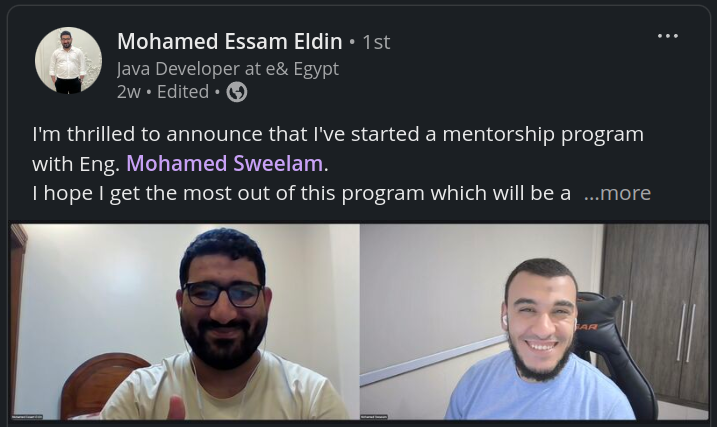 Mohamed Essam Eldin • 1st
Java Developer at e& Egypt
2w • Edited •
I'm thrilled to announce that I've started a mentorship program
with Eng. Mohamed Sweelam.
I hope I get the most out of this program which will be a ...more